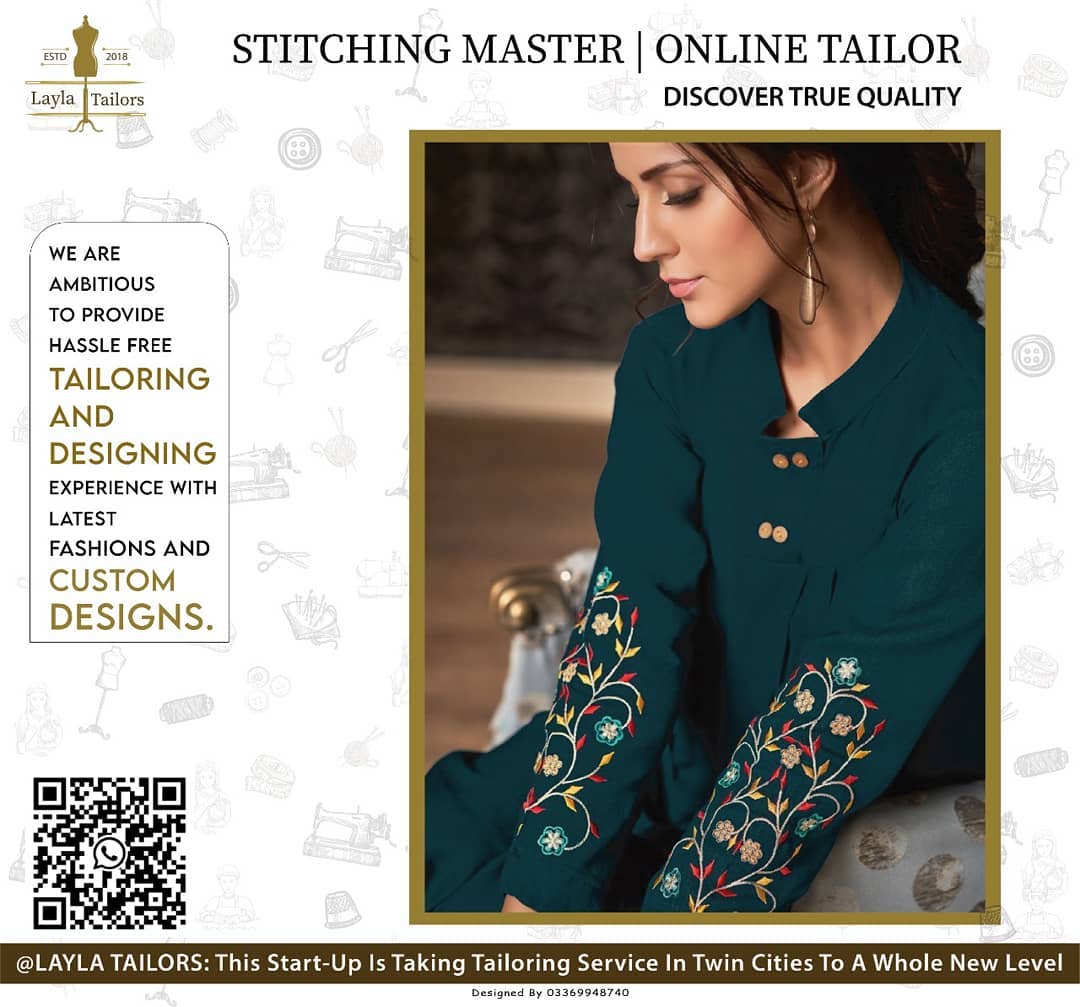 ESTD 2018
Layla Tailors
STITCHING MASTER | ONLINE TAILOR
DISCOVER TRUE QUALITY
WE ARE
AMBITIOUS
TO PROVIDE
HASSLE FREE
TAILORING
AND
DESIGNING
EXPERIENCE WITH
LATEST
FASHIONS AND
CUSTOM
DESIGNS.
@LAYLA TAILORS: This Start-Up Is Taking Tailoring Service In Twin Cities To A Whole New Level
Designed By 03369948740